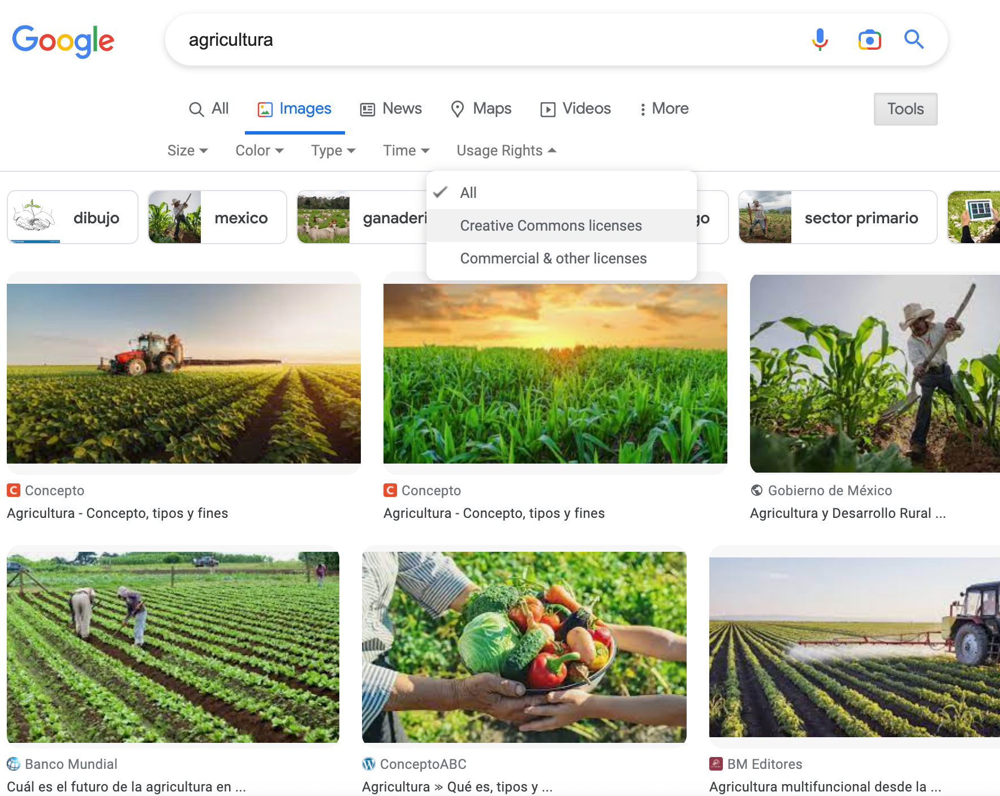 Google
agricultura
All
Images
News
Maps
Videos
More
Tools
Size
Color
Type
Time
Usage Rights
All
Creative Commons licenses
Commercial & other licenses
dibujo
mexico
ganaderi
go
sector primario
Concepto
Agricultura - Concepto, tipos y fines
Concepto
Agricultura - Concepto, tipos y fines
Gobierno de México
Agricultura y Desarrollo Rural ...
Banco Mundial
Cuál es el futuro de la agricultura en ...
ConceptoABC
Agricultura » Qué es, tipos y ...
BM Editores
Agricultura multifuncional desde la ...